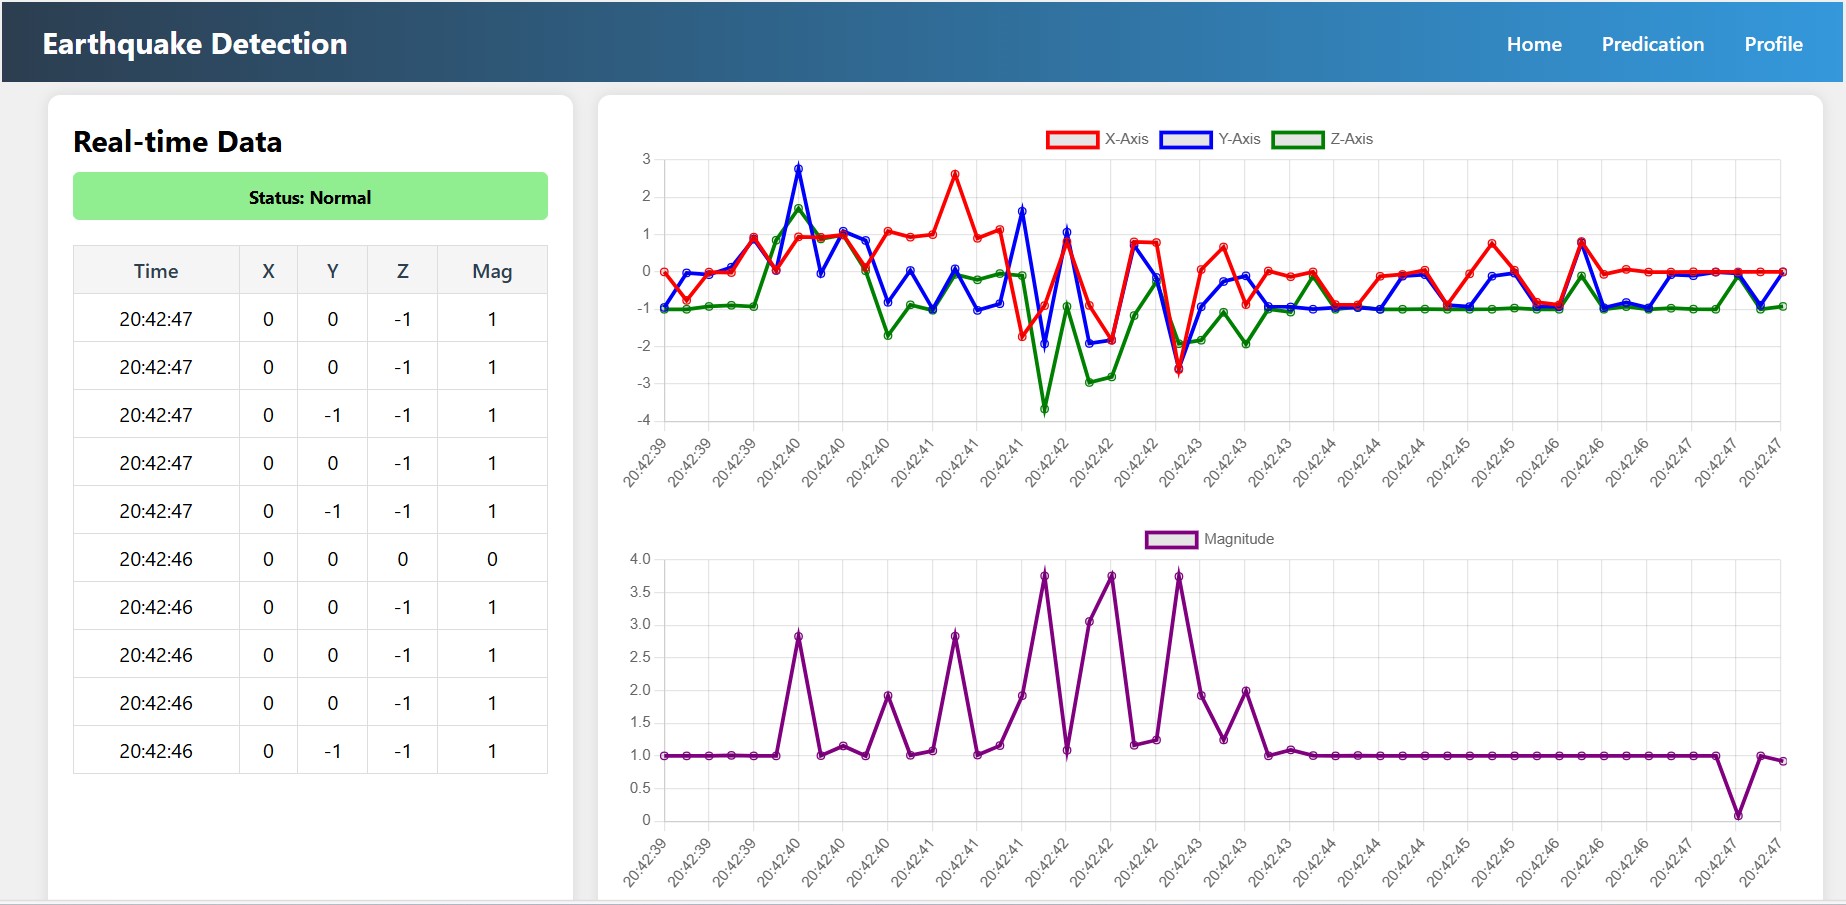 Earthquake Detection
Home Predication Profile
Real-time Data
Status: Normal
Time X Y Z Mag
20:42:47 0 0 -1 1
20:42:47 0 0 -1 1
20:42:47 0 -1 -1 1
20:42:47 0 0 -1 1
20:42:47 0 -1 -1 1
20:42:46 0 0 0 0
20:42:46 0 0 -1 1
20:42:46 0 0 -1 1
20:42:46 0 0 -1 1
20:42:46 0 -1 -1 1
X-Axis Y-Axis Z-Axis
3
2
1
0
-1
-2
-3
-4
20:42:39 20:42:39 20:42:39 20:42:40 20:42:40 20:42:40 20:42:41 20:42:41 20:42:41 20:42:42 20:42:42 20:42:42 20:42:43 20:42:43 20:42:43 20:42:44 20:42:44 20:42:44 20:42:45 20:42:45 20:42:46 20:42:46 20:42:46 20:42:47 20:42:47 20:42:47
Magnitude
4.0
3.5
3.0
2.5
2.0
1.5
1.0
0.5
0
20:42:39 20:42:39 20:42:39 20:42:40 20:42:40 20:42:40 20:42:41 20:42:41 20:42:41 20:42:42 20:42:42 20:42:42 20:42:43 20:42:43 20:42:43 20:42:44 20:42:44 20:42:44 20:42:45 20:42:45 20:42:46 20:42:46 20:42:46 20:42:47 20:42:47 20:42:47